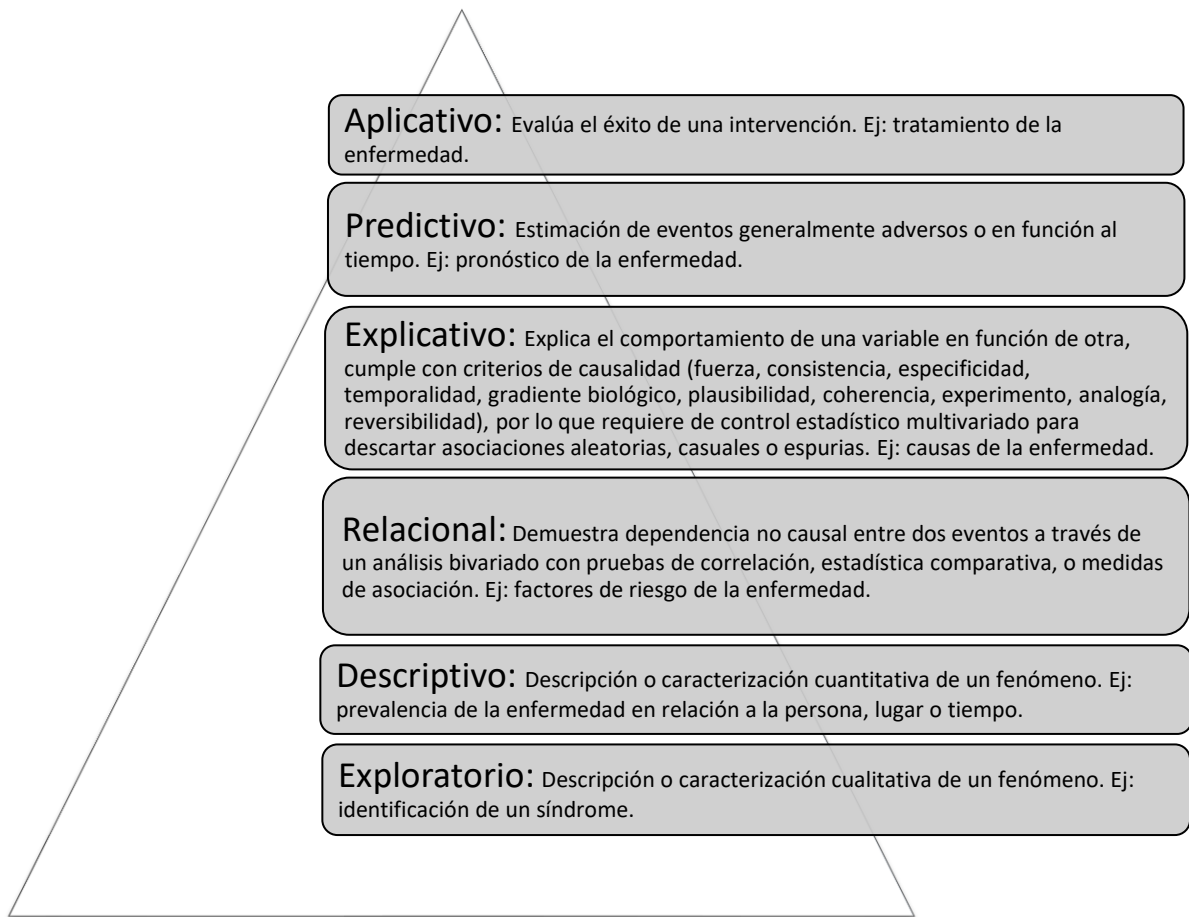 Aplicativo: Evalúa el éxito de una intervención. Ej: tratamiento de la
enfermedad.
Predictivo: Estimación de eventos generalmente adversos o en función al
tiempo. Ej: pronóstico de la enfermedad.
Explicativo: Explica el comportamiento de una variable en función de otra,
cumple con criterios de causalidad (fuerza, consistencia, especificidad,
temporalidad, gradiente biológico, plausibilidad, coherencia, experimento, analogía,
reversibilidad), por lo que requiere de control estadístico multivariado para
descartar asociaciones aleatorias, casuales o espurias. Ej: causas de la enfermedad.
Relacional: Demuestra dependencia no causal entre dos eventos a través de
un análisis bivariado con pruebas de correlación, estadística comparativa, o medidas
de asociación. Ej: factores de riesgo de la enfermedad.
Descriptivo: Descripción o caracterización cuantitativa de un fenómeno. Ej:
prevalencia de la enfermedad en relación a la persona, lugar o tiempo.
Exploratorio: Descripción o caracterización cualitativa de un fenómeno. Ej:
identificación de un síndrome.